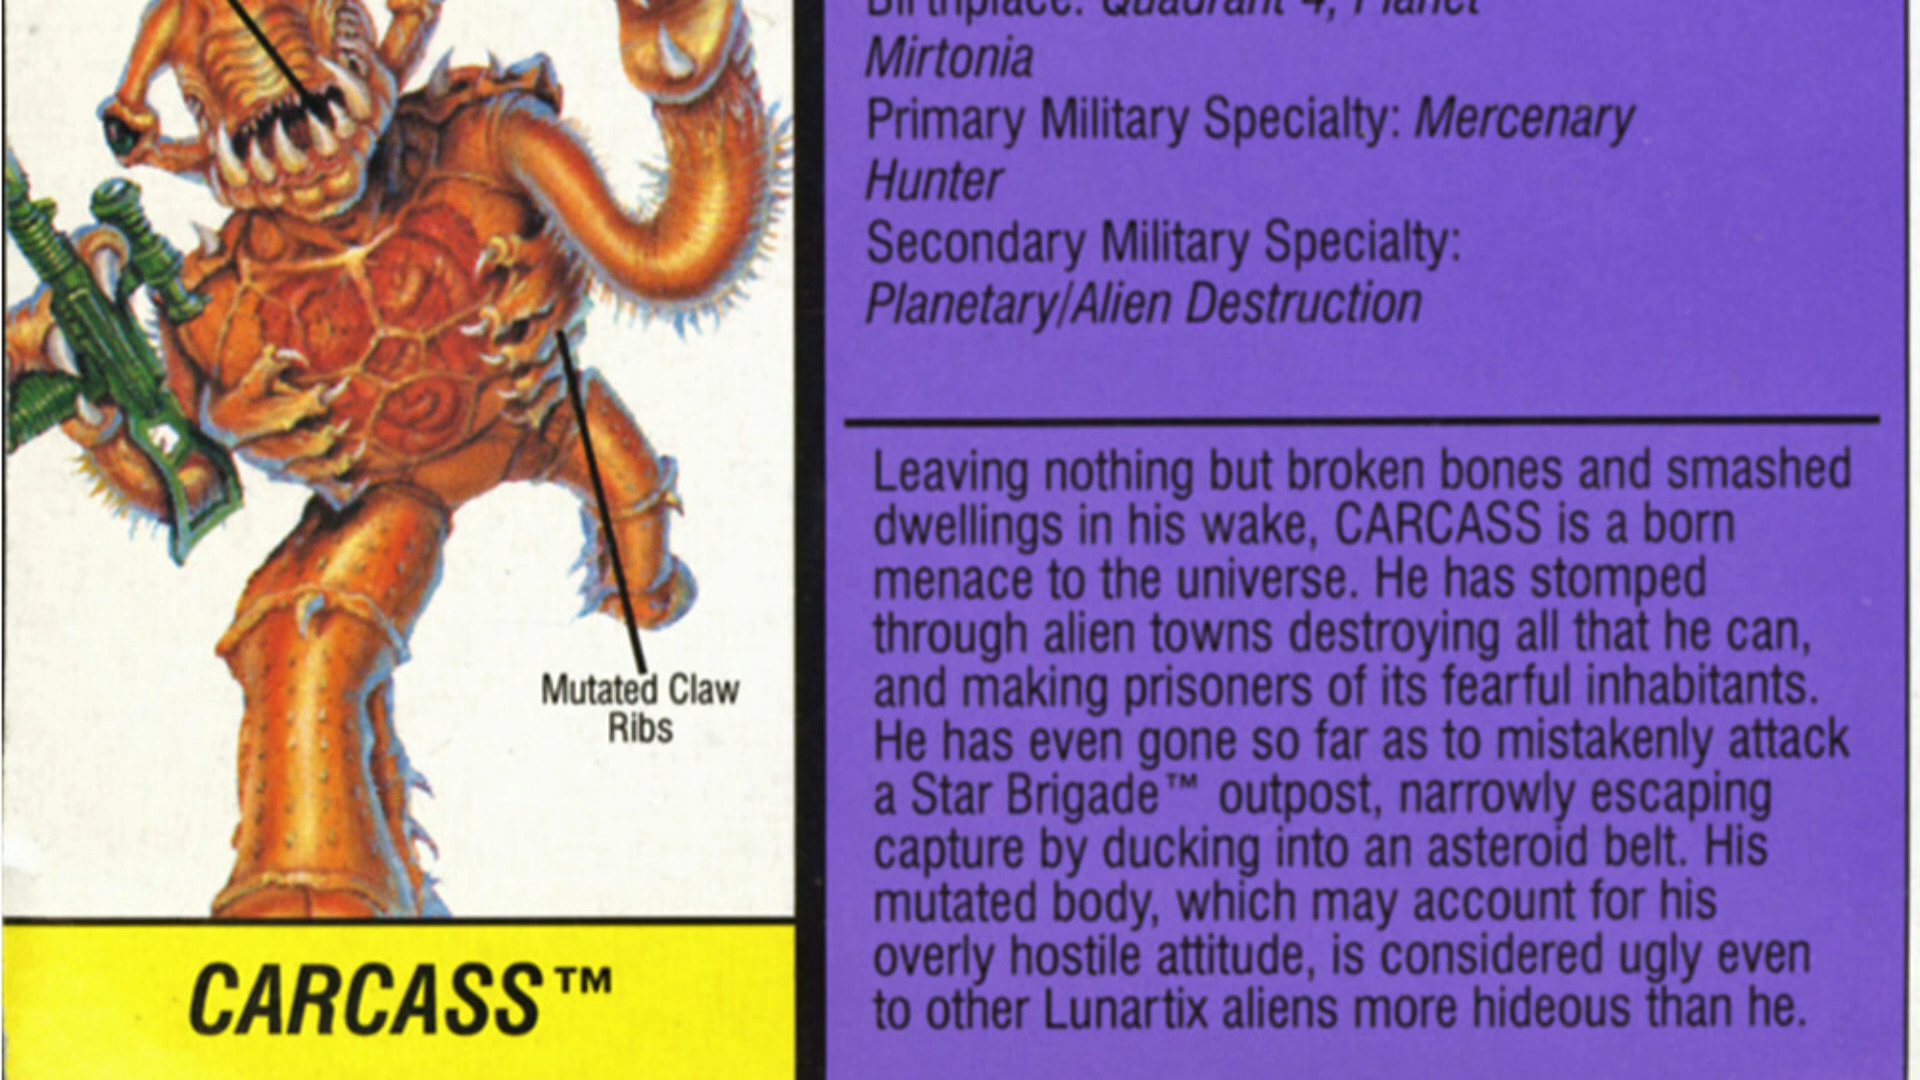 Mutated Claw
Ribs
CARCASS™
Birthplace: Quadrant 4, Planet
Mirtonia
Primary Military Specialty: Mercenary
Hunter
Secondary Military Specialty:
Planetary/Alien Destruction
Leaving nothing but broken bones and smashed
dwellings in his wake, CARCASS is a born
menace to the universe. He has stomped
through alien towns destroying all that he can,
and making prisoners of its fearful inhabitants.
He has even gone so far as to mistakenly attack
a Star Brigade™ outpost, narrowly escaping
capture by ducking into an asteroid belt. His
mutated body, which may account for his
overly hostile attitude, is considered ugly even
to other Lunartix aliens more hideous than he.